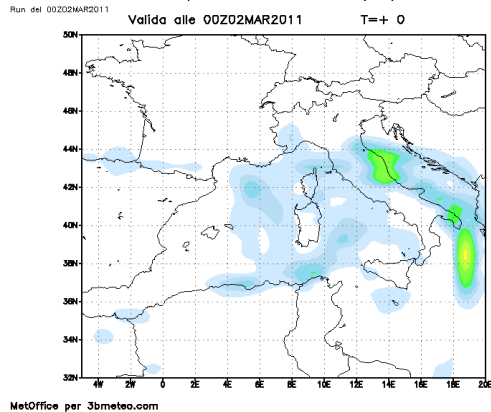 Run del 00Z02MAR2011
Valida alle 00Z02MAR2011 T=+ 0
50N
48N
46N
44N
42N
40N
38N
36N
34N
32N
4W 2W 0 2E 4E 6E 8E 10E 12E 14E 16E 18E 20E
MetOffice per 3bmeteo.com